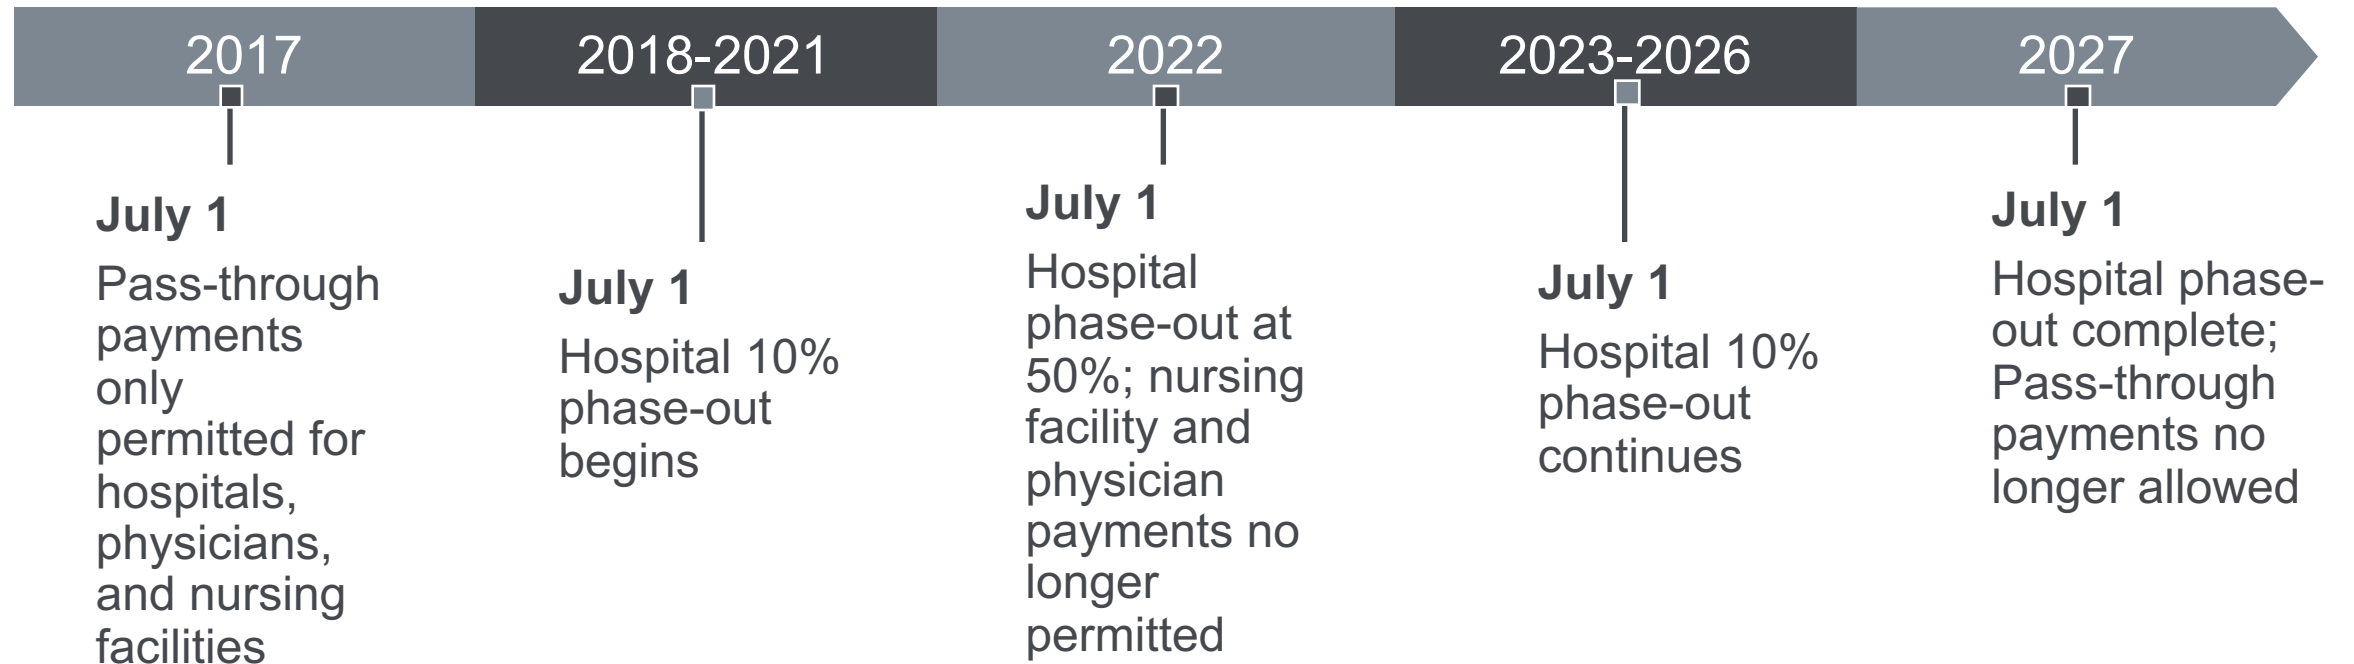 2017
2018-2021
2022
2023-2026
2027
July 1
Pass-through
payments
only
permitted for
hospitals,
physicians,
and nursing
facilities
July 1
Hospital 10%
phase-out
begins
July 1
Hospital
phase-out at
50%; nursing
facility and
physician
payments no
longer
permitted
July 1
Hospital 10%
phase-out
continues
July 1
Hospital phase-
out complete;
Pass-through
payments no
longer allowed